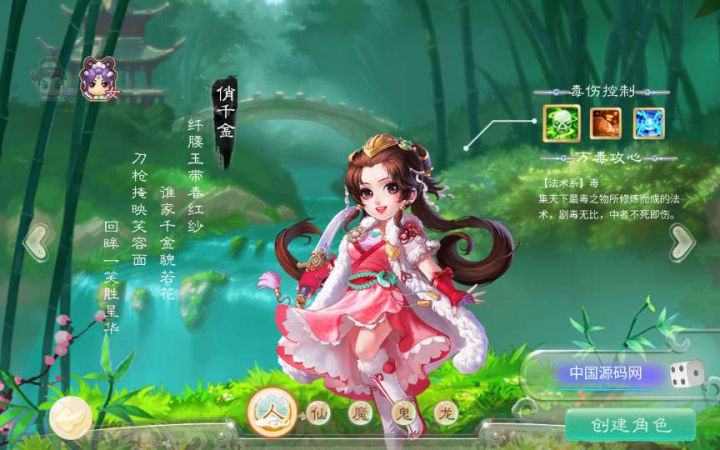 女
俏千金
纤腰玉带春红纱
谁家千金貌若花
刀枪掩映芙容面
回眸一笑胜星华
毒伤控制
万毒攻心
【法术系】毒
集天下最毒之物所修炼而成的法
术，剧毒无比，中者不死即伤。
中国源码网
人 仙 魔 鬼 龙
创建角色